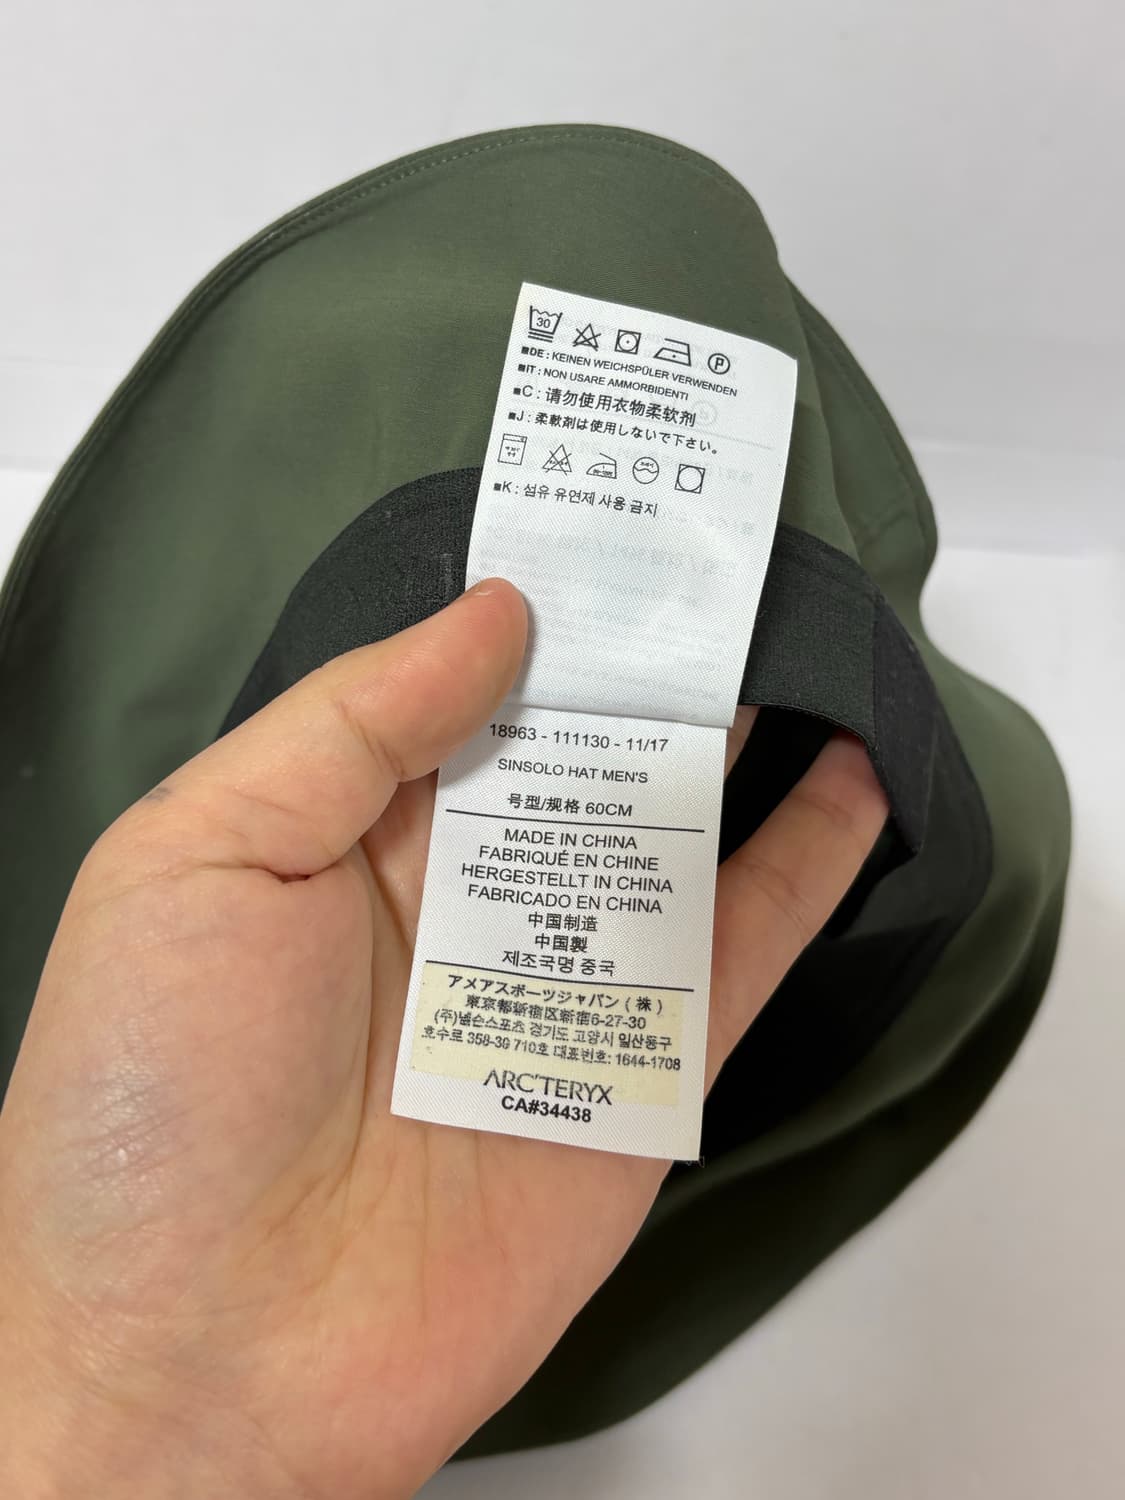 30
P
■DE : KEINEN WEICHSPÜLER VERWENDEN
■IT : NON USARE AMMORBIDENTI
■C : 请勿使用衣物柔软剂
■J : 柔軟剤は使用しないで下さい。
■K : 섬유 유연제 사용 금지
18963 - 111130 - 11/17
SINSOLO HAT MEN'S
号型/规格 60CM
MADE IN CHINA
FABRIQUÉ EN CHINE
HERGESTELLT IN CHINA
FABRICADO EN CHINA
中国制造
中国製
제조국명 중국
アメアスポーツジャパン（株）
東京都新宿区新宿6-27-30
(주)넬슨스포츠 경기도 고양시 일산동구
호수로 358-39 710호 대표번호: 1644-1708
ARC'TERYX
CA#34438